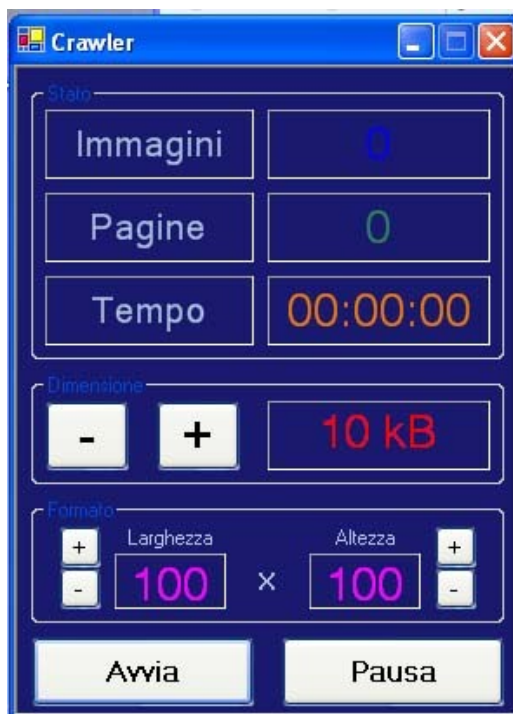 Crawler
Stato
Immagini 0
Pagine 0
Tempo 00:00:00
Dimensione
- + 10 kB
Formato
+ Larghezza Altezza +
- 100 x 100 -
Avvia Pausa